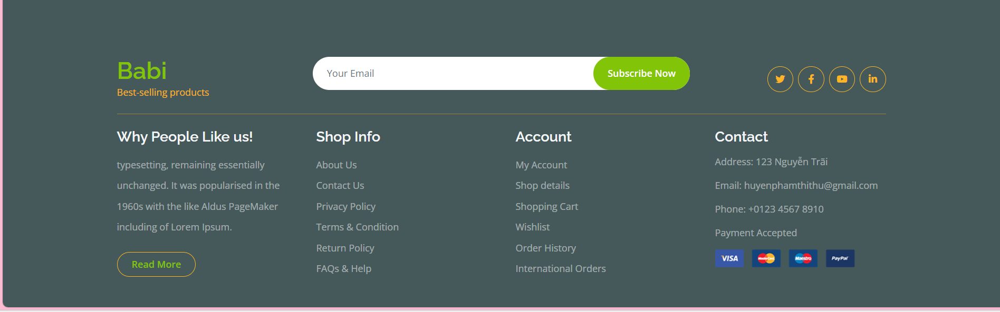 Babi
Best-selling products
Your Email
Subscribe Now
Why People Like us!
typesetting, remaining essentially
unchanged. It was popularised in the
1960s with the like Aldus PageMaker
including of Lorem Ipsum.
Read More
Shop Info
About Us
Contact Us
Privacy Policy
Terms & Condition
Return Policy
FAQs & Help
Account
My Account
Shop details
Shopping Cart
Wishlist
Order History
International Orders
Contact
Address: 123 Nguyễn Trãi
Email: huyenphamthithu@gmail.com
Phone: +0123 4567 8910
Payment Accepted
VISA MasterCard Maestro PayPal